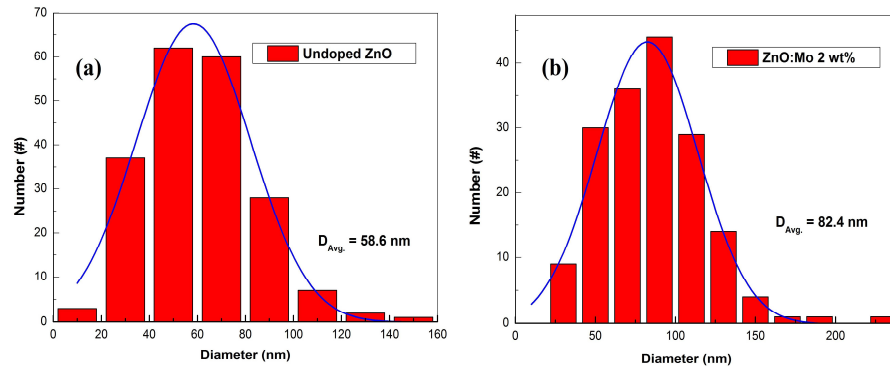 70
60
50
40
30
20
10
0
Number (#)
(a)
Undoped ZnO
D_Avg. = 58.6 nm
0 20 40 60 80 100 120 140 160
Diameter (nm)
40
30
20
10
0
Number (#)
(b)
ZnO:Mo 2 wt%
D_Avg. = 82.4 nm
0 50 100 150 200
Diameter (nm)